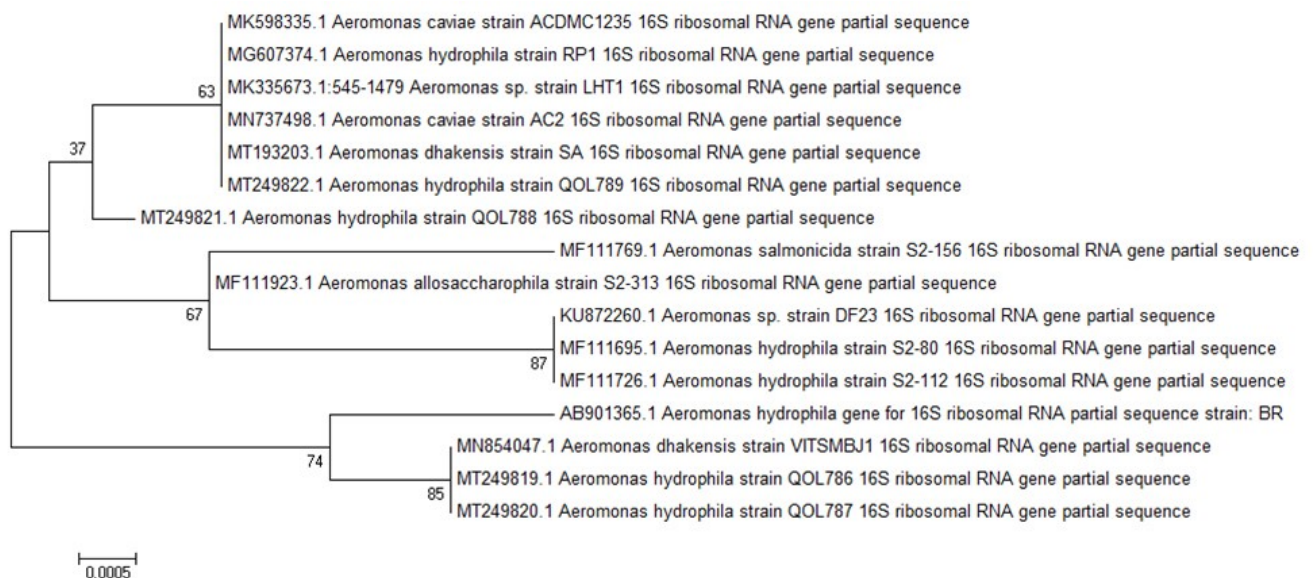 MK598335.1 Aeromonas caviae strain ACDMC1235 16S ribosomal RNA gene partial sequence
MG607374.1 Aeromonas hydrophila strain RP1 16S ribosomal RNA gene partial sequence
63
MK335673.1:545-1479 Aeromonas sp. strain LHT1 16S ribosomal RNA gene partial sequence
MN737498.1 Aeromonas caviae strain AC2 16S ribosomal RNA gene partial sequence
37
MT193203.1 Aeromonas dhakensis strain SA 16S ribosomal RNA gene partial sequence
MT249822.1 Aeromonas hydrophila strain QOL789 16S ribosomal RNA gene partial sequence
MT249821.1 Aeromonas hydrophila strain QOL788 16S ribosomal RNA gene partial sequence
MF111769.1 Aeromonas salmonicida strain S2-156 16S ribosomal RNA gene partial sequence
MF111923.1 Aeromonas allosaccharophila strain S2-313 16S ribosomal RNA gene partial sequence
67
KU872260.1 Aeromonas sp. strain DF23 16S ribosomal RNA gene partial sequence
MF111695.1 Aeromonas hydrophila strain S2-80 16S ribosomal RNA gene partial sequence
87
MF111726.1 Aeromonas hydrophila strain S2-112 16S ribosomal RNA gene partial sequence
AB901365.1 Aeromonas hydrophila gene for 16S ribosomal RNA partial sequence strain: BR
MN854047.1 Aeromonas dhakensis strain VITSMBJ1 16S ribosomal RNA gene partial sequence
74
MT249819.1 Aeromonas hydrophila strain QOL786 16S ribosomal RNA gene partial sequence
85
MT249820.1 Aeromonas hydrophila strain QOL787 16S ribosomal RNA gene partial sequence
0.0005